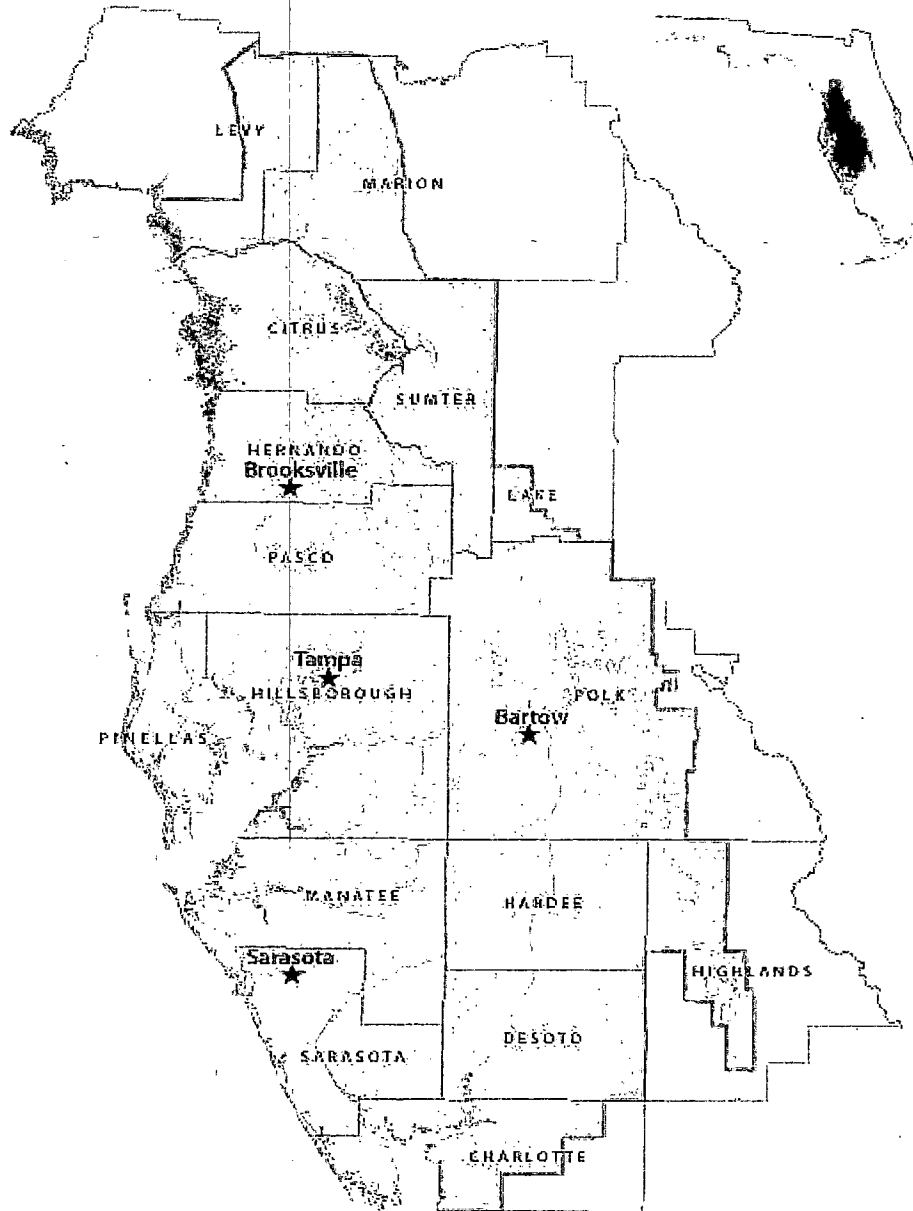 LEVY
MARION
CITRUS
SUMTER
HERNANDO
Brooksville
LAKE
PASCO
Tampa
HILLSBOROUGH
POLK
Bartow
PINELLAS
MANATEE
HARDEE
Sarasota
HIGHLANDS
DESOTO
SARASOTA
CHARLOTTE